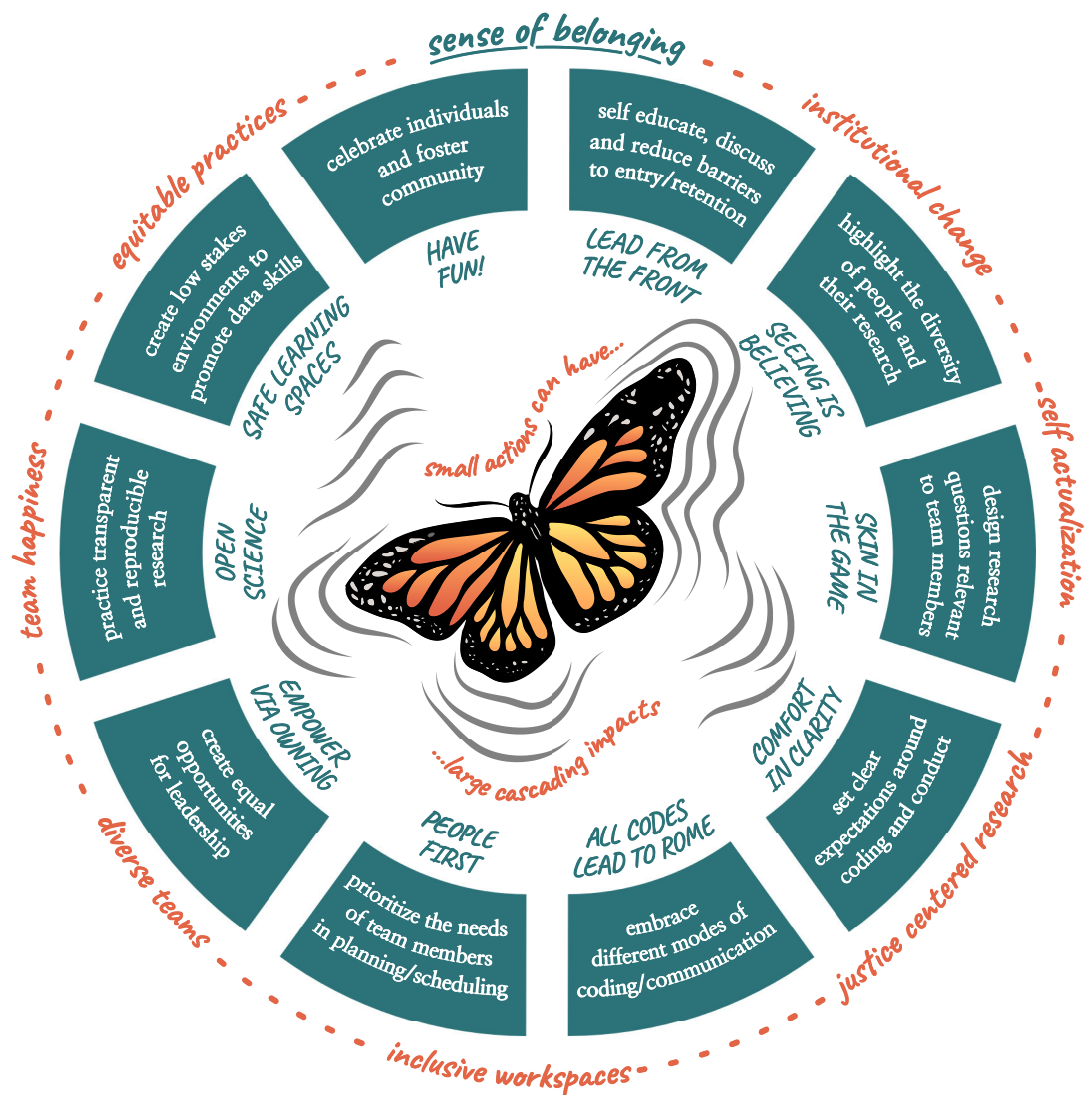 sense of belonging
institutional change
self actualization
justice centered research
inclusive workspaces
diverse teams
team happiness
equitable practices
self educate, discuss
and reduce barriers
to entry/retention
LEAD FROM
THE FRONT
highlight the diversity
of people and
their research
SEEING IS
BELIEVING
design research
questions relevant
to team members
SKIN IN
THE GAME
set clear
expectations around
coding and conduct
COMFORT
IN CLARITY
embrace
different modes of
coding/communication
ALL CODES
LEAD TO ROME
prioritize the needs
of team members
in planning/scheduling
PEOPLE
FIRST
create equal
opportunities
for leadership
EMPOWER
VIA OWNING
practice transparent
and reproducible
research
OPEN
SCIENCE
create low stakes
environments to
promote data skills
SAFE LEARNING
SPACES
celebrate individuals
and foster
community
HAVE
FUN!
small actions can have...
...large cascading impacts